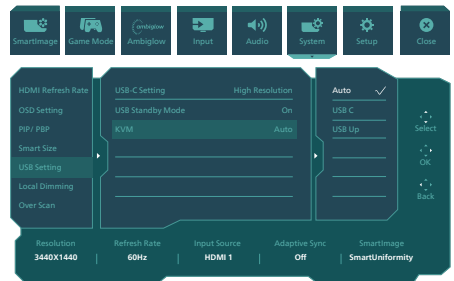 SmartImage
Game Mode
ambiglow
Ambiglow
Input
Audio
System
Setup
Close
HDMI Refresh Rate
OSD Setting
PIP/ PBP
Smart Size
USB Setting
Local Dimming
Over Scan
USB-C Setting High Resolution
USB Standby Mode On
KVM Auto
Auto
USB C
USB Up
Select
OK
Back
Resolution Refresh Rate Input Source Adaptive Sync SmartImage
3440X1440 | 60Hz | HDMI 1 | Off | SmartUniformity